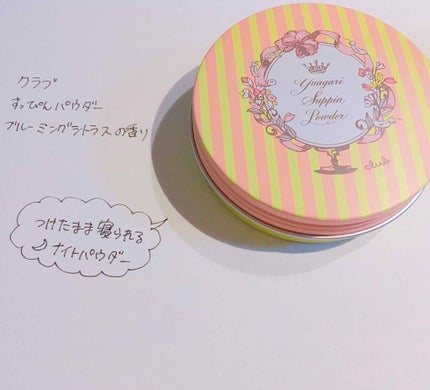 クラブ
すっぴんパウダー
ブルーミングシトラスの香り
Yuagari
Suppin
Powder
club
つけたまま寝られる
ナイトパウダー